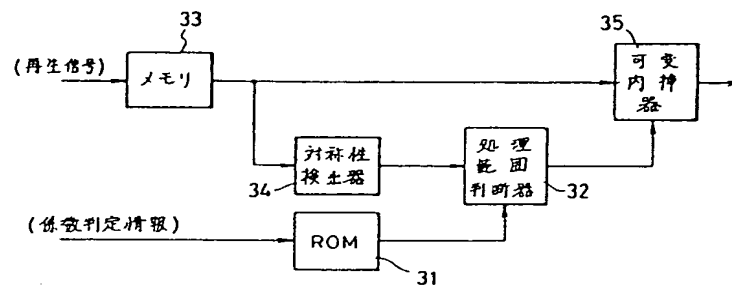 33
35
(再生信号)
メモリ
可変
内挿
器
対称性
検出器
34
処理
範囲
判断器
32
(係数判定情報)
ROM
31